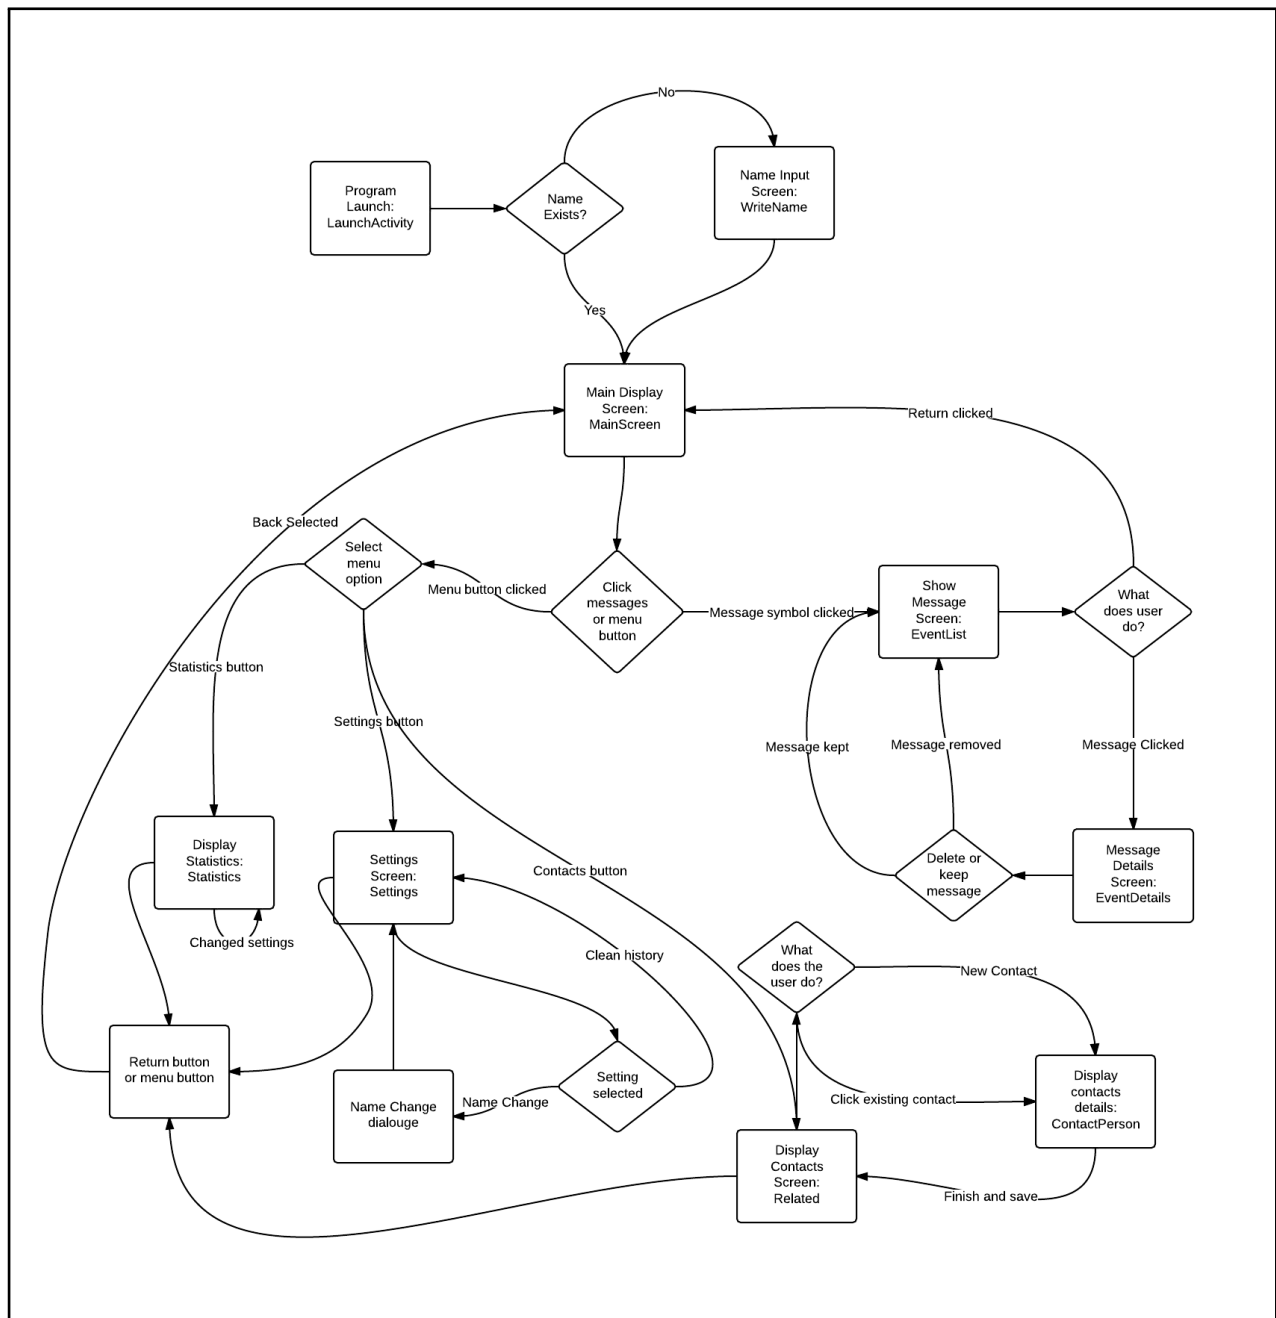 No
Program
Launch:
LaunchActivity
Name
Exists?
Name Input
Screen:
WriteName
Yes
Main Display
Screen:
MainScreen
Return clicked
Back Selected
Select
menu
option
Menu button clicked
Click
messages
or menu
button
Message symbol clicked
Show
Message
Screen:
EventList
What
does user
do?
Statistics button
Settings button
Message kept
Message removed
Message Clicked
Display
Statistics:
Statistics
Settings
Screen:
Settings
Contacts button
Delete or
keep
message
Message
Details
Screen:
EventDetails
Changed settings
Clean history
What
does the
user do?
New Contact
Return button
or menu button
Name Change
dialouge
Name Change
Setting
selected
Click existing contact
Display
contacts
details:
ContactPerson
Display
Contacts
Screen:
Related
Finish and save